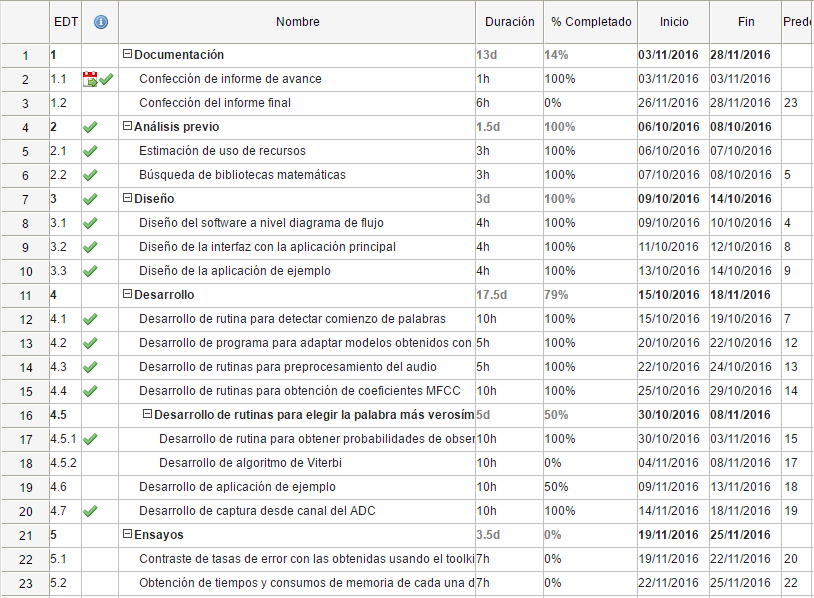 EDT Nombre Duración % Completado Inicio Fin Pred
1 1 Documentación 13d 14% 03/11/2016 28/11/2016
2 1.1 Confección de informe de avance 1h 100% 03/11/2016 03/11/2016
3 1.2 Confección del informe final 6h 0% 26/11/2016 28/11/2016 23
4 2 Análisis previo 1.5d 100% 06/10/2016 08/10/2016
5 2.1 Estimación de uso de recursos 3h 100% 06/10/2016 07/10/2016
6 2.2 Búsqueda de bibliotecas matemáticas 3h 100% 07/10/2016 08/10/2016 5
7 3 Diseño 3d 100% 09/10/2016 14/10/2016
8 3.1 Diseño del software a nivel diagrama de flujo 4h 100% 09/10/2016 10/10/2016 4
9 3.2 Diseño de la interfaz con la aplicación principal 4h 100% 11/10/2016 12/10/2016 8
10 3.3 Diseño de la aplicación de ejemplo 4h 100% 13/10/2016 14/10/2016 9
11 4 Desarrollo 17.5d 79% 15/10/2016 18/11/2016
12 4.1 Desarrollo de rutina para detectar comienzo de palabras 10h 100% 15/10/2016 19/10/2016 7
13 4.2 Desarrollo de programa para adaptar modelos obtenidos con 5h 100% 20/10/2016 22/10/2016 12
14 4.3 Desarrollo de rutinas para preprocesamiento del audio 5h 100% 22/10/2016 24/10/2016 13
15 4.4 Desarrollo de rutinas para obtención de coeficientes MFCC 10h 100% 25/10/2016 29/10/2016 14
16 4.5 Desarrollo de rutinas para elegir la palabra más verosím 5d 50% 30/10/2016 08/11/2016
17 4.5.1 Desarrollo de rutina para obtener probabilidades de obser 10h 100% 30/10/2016 03/11/2016 15
18 4.5.2 Desarrollo de algoritmo de Viterbi 10h 0% 04/11/2016 08/11/2016 17
19 4.6 Desarrollo de aplicación de ejemplo 10h 50% 09/11/2016 13/11/2016 18
20 4.7 Desarrollo de captura desde canal del ADC 10h 100% 14/11/2016 18/11/2016 19
21 5 Ensayos 3.5d 0% 19/11/2016 25/11/2016
22 5.1 Contraste de tasas de error con las obtenidas usando el toolki 7h 0% 19/11/2016 22/11/2016 20
23 5.2 Obtención de tiempos y consumos de memoria de cada una d 7h 0% 22/11/2016 25/11/2016 22